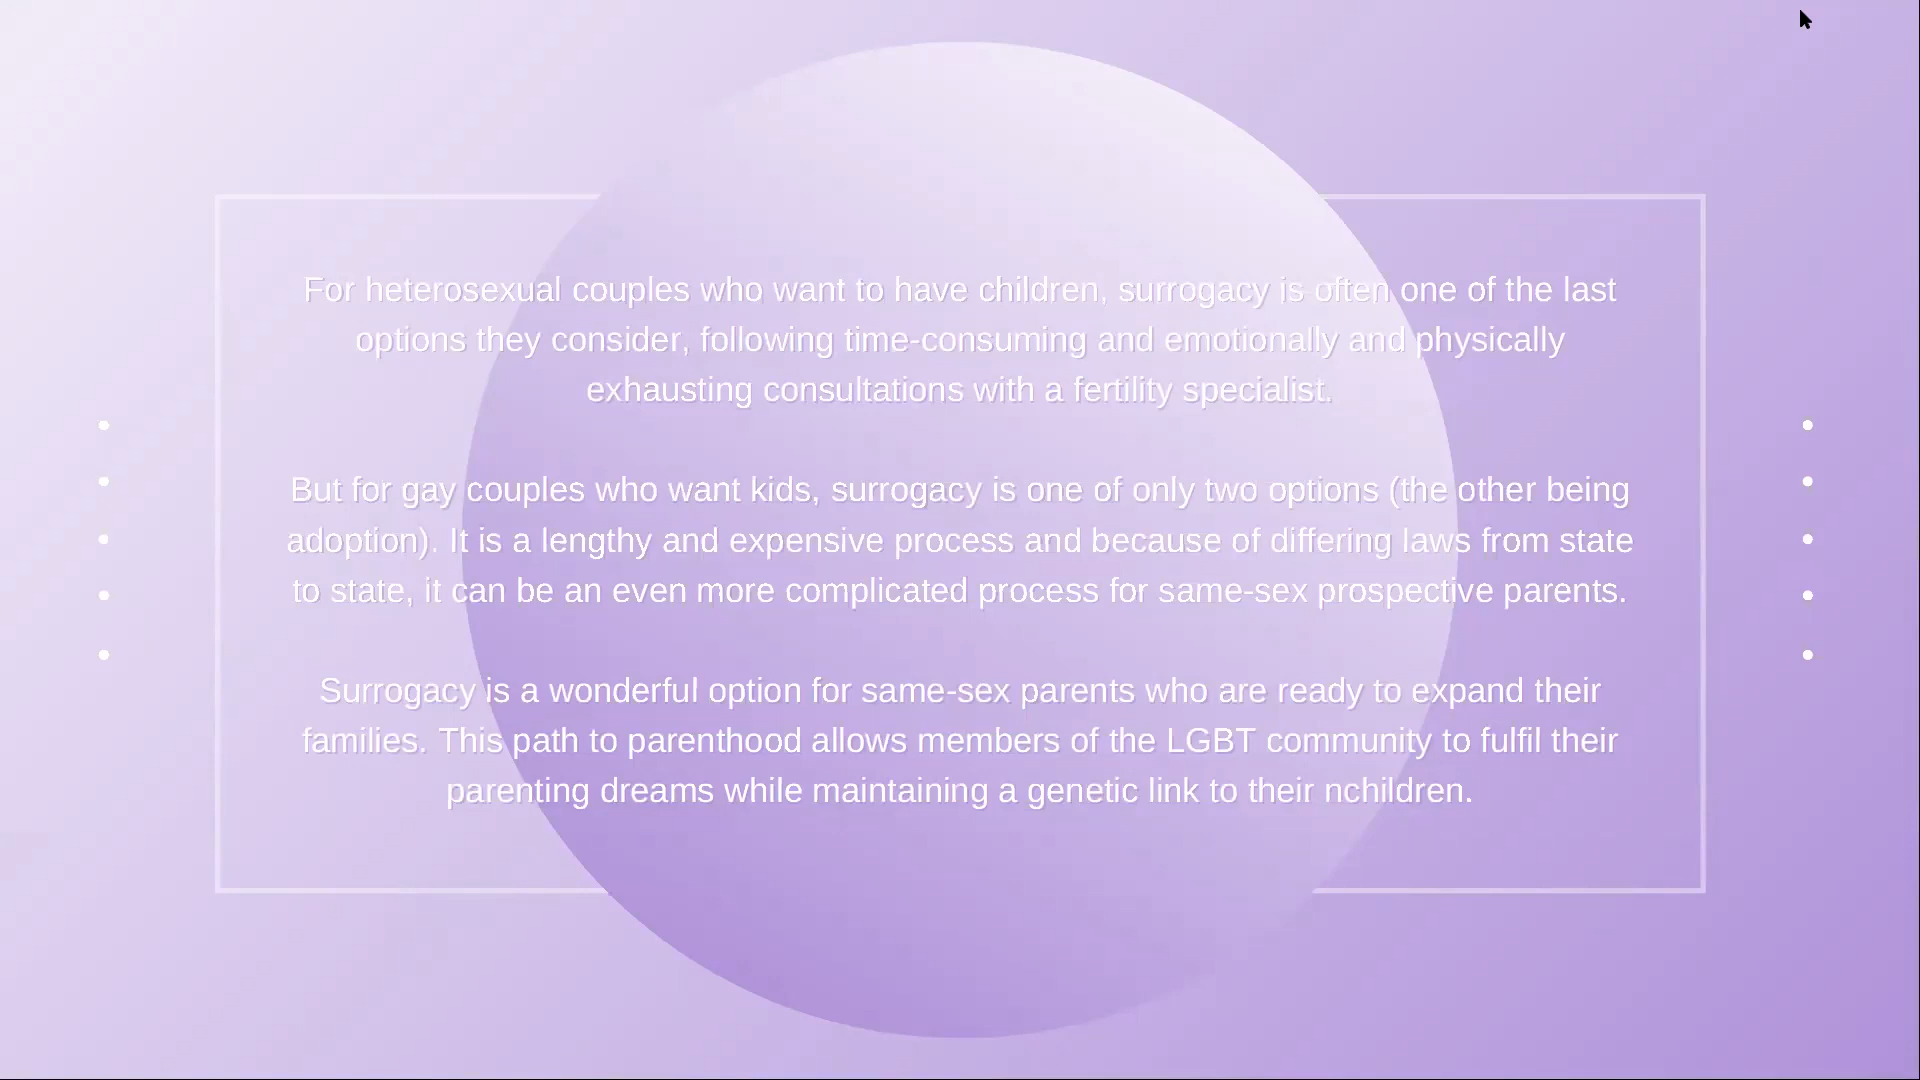 For heterosexual couples who want to have children, surrogacy is often one of the last
options they consider, following time-consuming and emotionally and physically
exhausting consultations with a fertility specialist.
But for gay couples who want kids, surrogacy is one of only two options (the other being
adoption). It is a lengthy and expensive process and because of differing laws from state
to state, it can be an even more complicated process for same-sex prospective parents.
Surrogacy is a wonderful option for same-sex parents who are ready to expand their
families. This path to parenthood allows members of the LGBT community to fulfil their
parenting dreams while maintaining a genetic link to their nchildren.